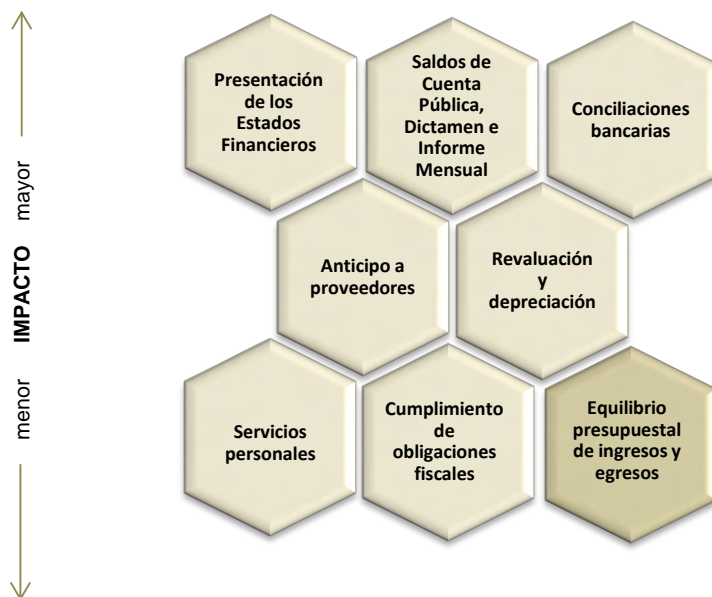 Presentación
de los
Estados
Financieros
Saldos de
Cuenta
Pública,
Dictamen e
Informe
Mensual
Conciliaciones
bancarias
Anticipo a
proveedores
Revaluación
y
depreciación
Servicios
personales
Cumplimiento
de
obligaciones
fiscales
Equilibrio
presupuestal
de ingresos y
egresos
menor IMPACTO mayor